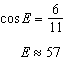 cos E = 6/11
E ≈ 57